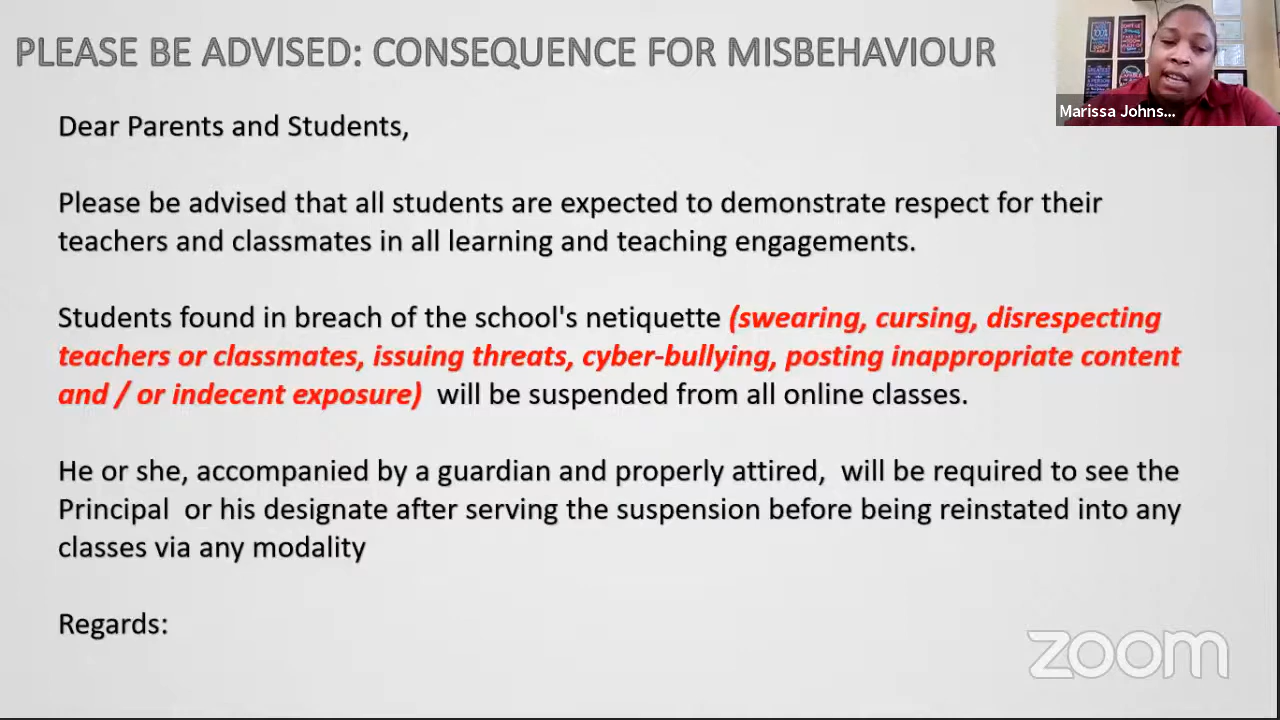 PLEASE BE ADVISED: CONSEQUENCE FOR MISBEHAVIOUR
Marissa Johns...
Dear Parents and Students,
Please be advised that all students are expected to demonstrate respect for their
teachers and classmates in all learning and teaching engagements.
Students found in breach of the school's netiquette (swearing, cursing, disrespecting
teachers or classmates, issuing threats, cyber-bullying, posting inappropriate content
and / or indecent exposure) will be suspended from all online classes.
He or she, accompanied by a guardian and properly attired, will be required to see the
Principal or his designate after serving the suspension before being reinstated into any
classes via any modality
Regards:
zoom